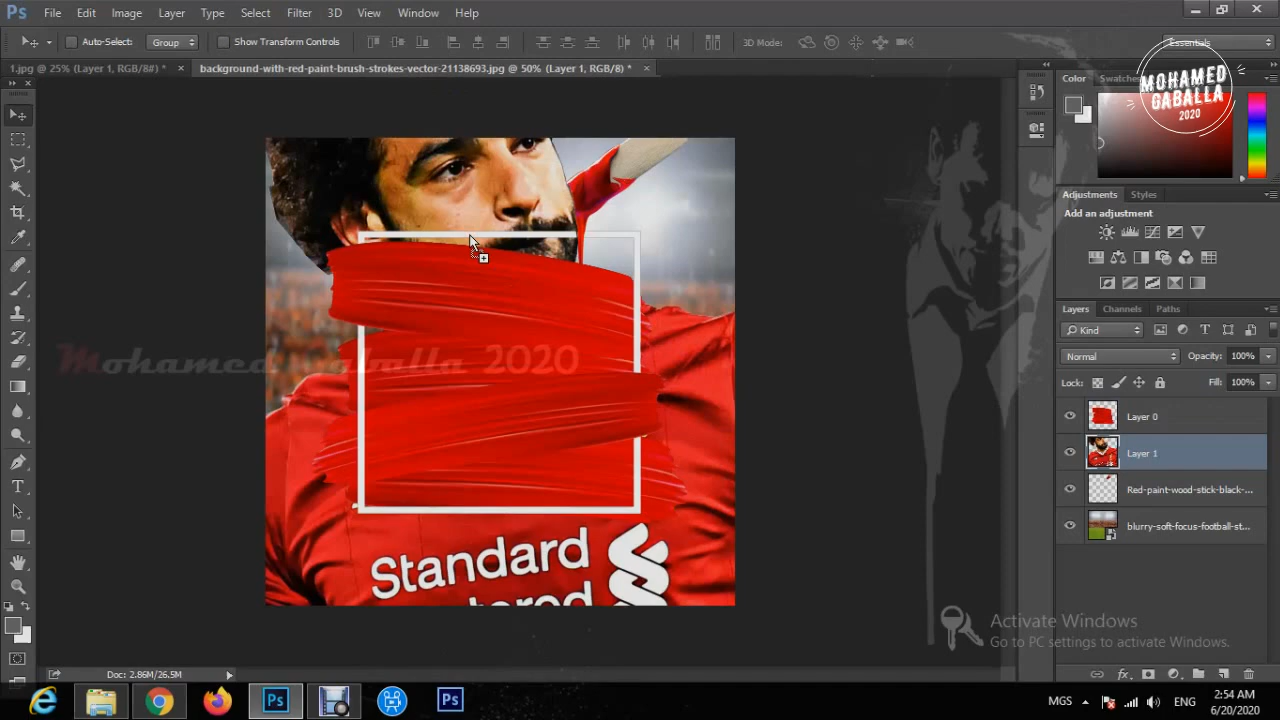 Ps File Edit Image Layer Type Select Filter 3D View Window Help
Auto-Select: Group Show Transform Controls 3D Mode: Essentials
1.jpg @ 25% (Layer 1, RGB/8#) * × background-with-red-paint-brush-strokes-vector-21138693.jpg @ 50% (Layer 1, RGB/8) * ×
Color Swatches
MOHAMED
GABALLA
2020
Adjustments Styles
Add an adjustment
Layers Channels Paths
Kind
Normal Opacity: 100%
Lock: Fill: 100%
Layer 0
Layer 1
Red-paint-wood-stick-black-...
blurry-soft-focus-football-st...
Mohamed gaballa 2020
Standard
Activate Windows
Go to PC settings to activate Windows.
Doc: 2.86M/26.5M
fx
Ps Ps
MGS ENG 2:54 AM
6/20/2020